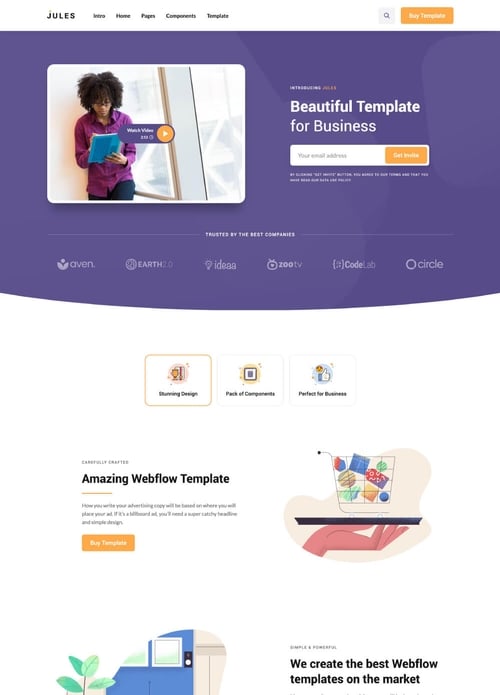 JULES
Intro Home Pages Components Template
Buy Template
Watch Video
2:53
INTRODUCING JULES
Beautiful Template
for Business
Your email address
Get Invite
BY CLICKING "GET INVITE" BUTTON, YOU AGREE TO OUR TERMS AND THAT YOU
HAVE READ OUR DATA USE POLICY
TRUSTED BY THE BEST COMPANIES
aven.
EARTH2.0
ideaa
zootv
{;}CodeLab
circle
Stunning Design
Pack of Components
Perfect for Business
CAREFULLY CRAFTED
Amazing Webflow Template
How you write your advertising copy will be based on where you will
place your ad. If it's a billboard ad, you'll need a super catchy headline
and simple design.
Buy Template
SIMPLE & POWERFUL
We create the best Webflow
templates on the market